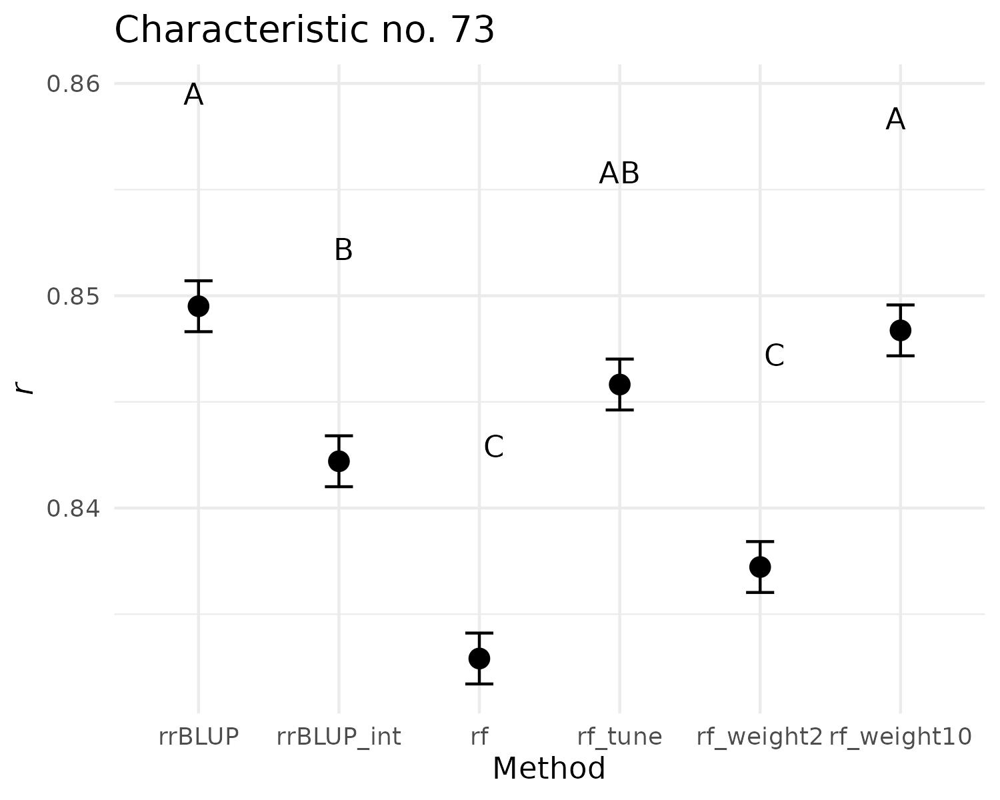 Characteristic no. 73
0.86
0.85
0.84
r
A
B
C
AB
C
A
rrBLUP
rrBLUP_int
rf
rf_tune
rf_weight2
rf_weight10
Method